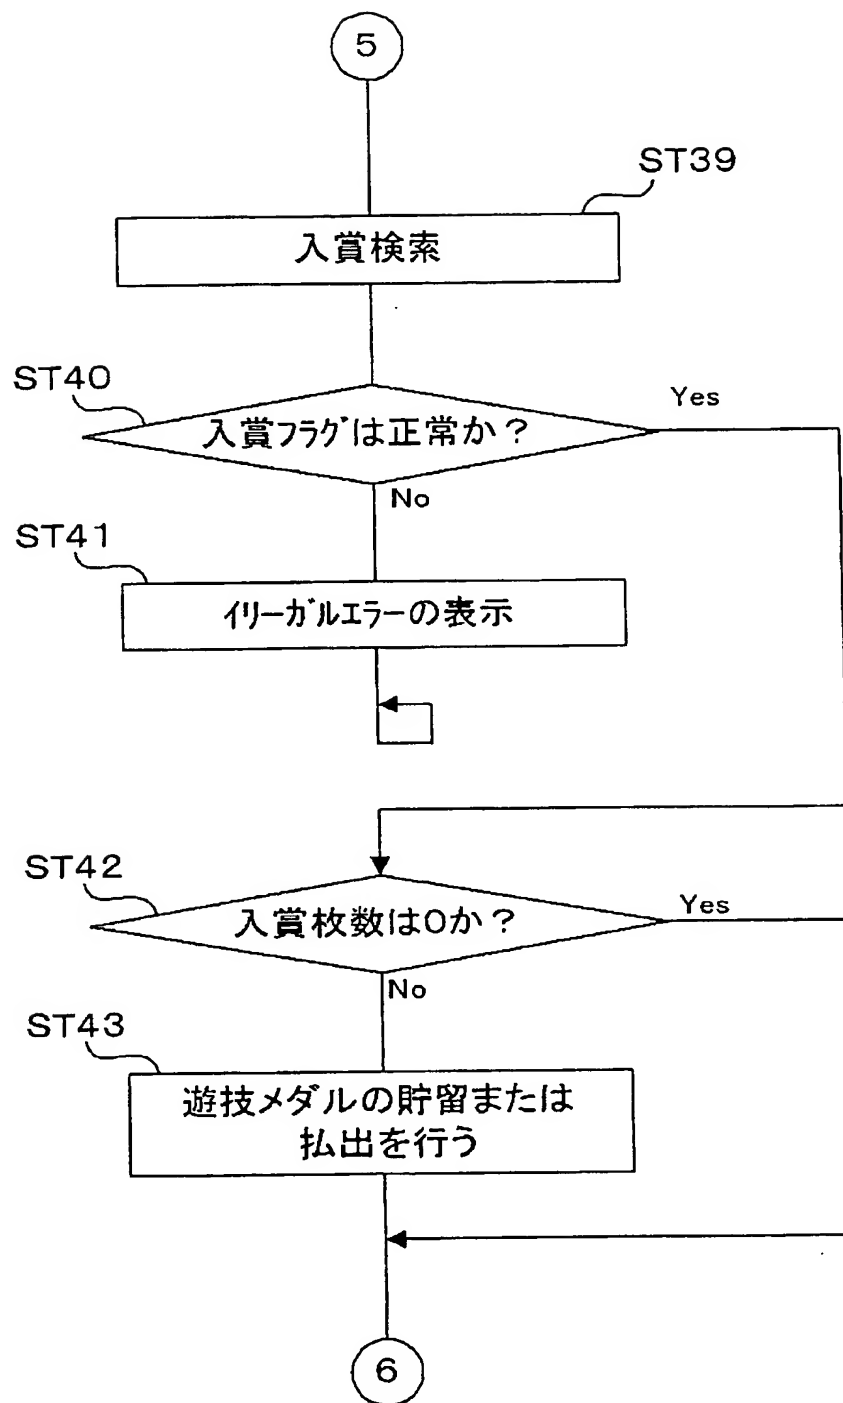 5
ST39
入賞検索
ST40
入賞フラグは正常か？
Yes
No
ST41
イリーガルエラーの表示
ST42
入賞枚数は0か？
Yes
No
ST43
遊技メダルの貯留または
払出を行う
6